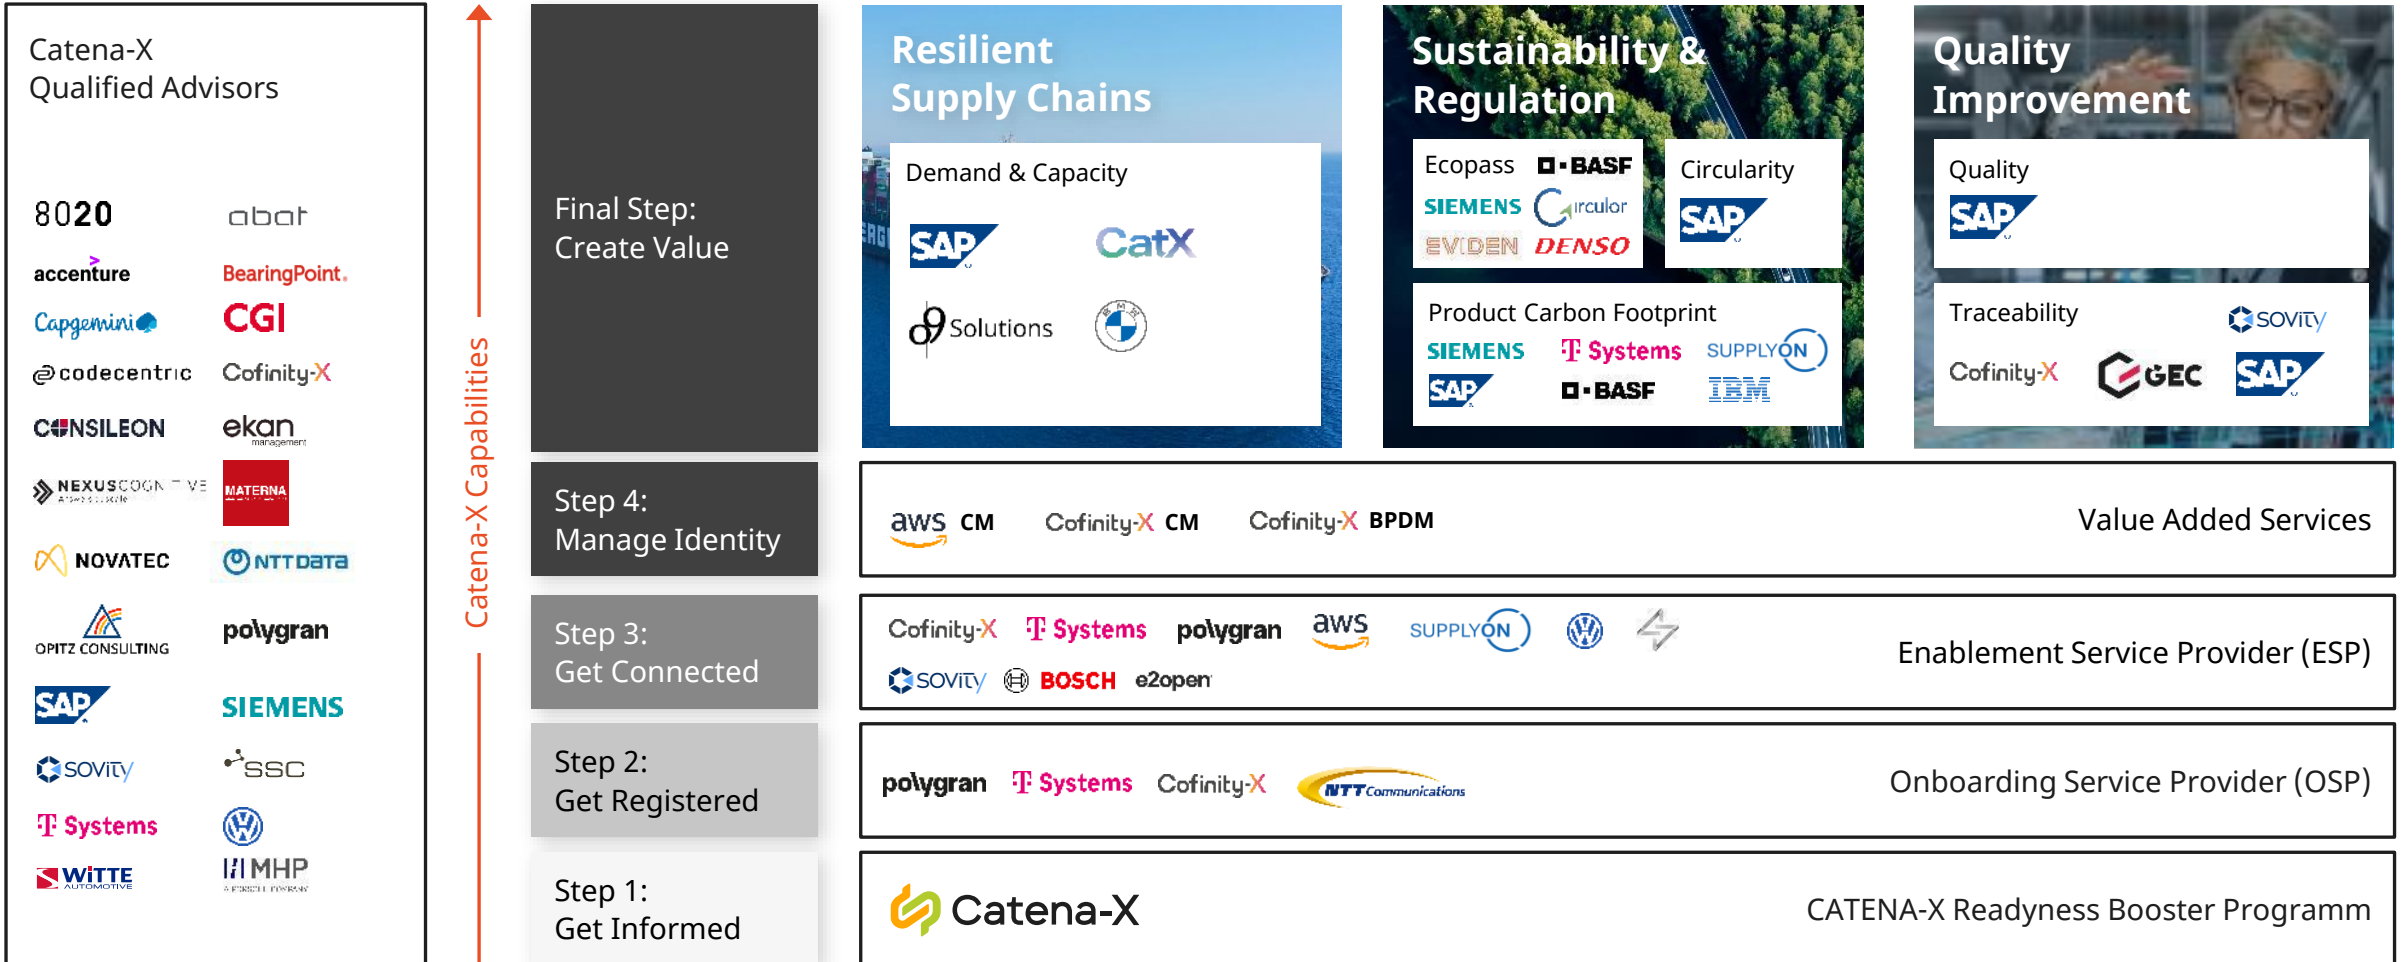 Catena-X
Qualified Advisors
8020
abat
accenture
BearingPoint.
Capgemini
CGI
codecentric
Cofinity-X
CONSILEON
ekan
management
NEXUSCOGNITIVE
MATERNA
NOVATEC
NTT DATA
OPITZ CONSULTING
polygran
SAP
SIEMENS
sovity
SSC
T Systems
WiTTE
AUTOMOTIVE
MHP
A PORSCHE COMPANY
Catena-X Capabilities
Final Step:
Create Value
Resilient
Supply Chains
Demand & Capacity
SAP
CatX
o9 Solutions
BMW
Sustainability &
Regulation
Ecopass
BASF
SIEMENS
Circulor
EVIDEN
DENSO
Circularity
SAP
Product Carbon Footprint
SIEMENS
T Systems
SUPPLYON
SAP
BASF
IBM
Quality
Improvement
Quality
SAP
Traceability
sovity
Cofinity-X
GEC
SAP
Step 4:
Manage Identity
aws CM
Cofinity-X CM
Cofinity-X BPDM
Value Added Services
Step 3:
Get Connected
Cofinity-X
T Systems
polygran
aws
SUPPLYON
sovity
BOSCH
e2open
Enablement Service Provider (ESP)
Step 2:
Get Registered
polygran
T Systems
Cofinity-X
NTT Communications
Onboarding Service Provider (OSP)
Step 1:
Get Informed
Catena-X
CATENA-X Readyness Booster Programm